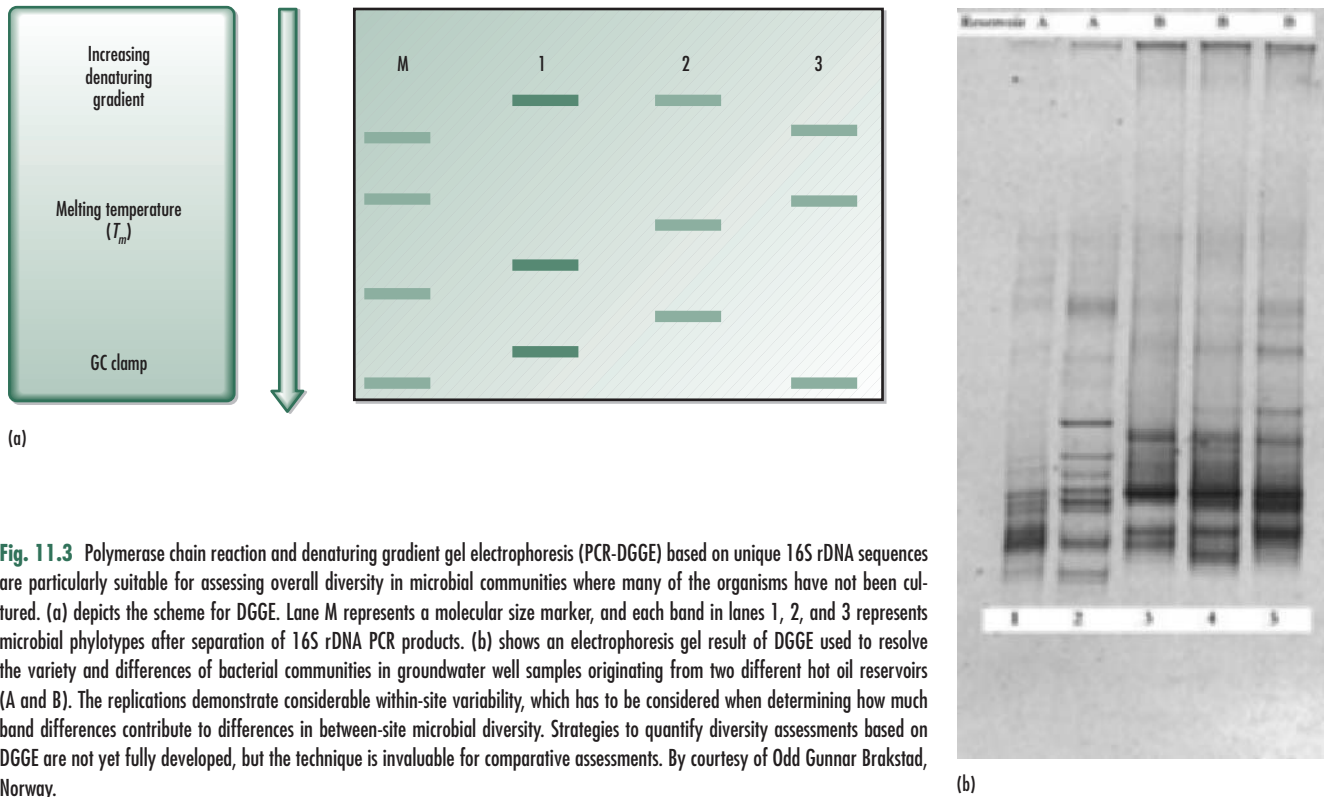 Increasing
denaturing
gradient
Melting temperature
(Tm)
GC clamp
M 1 2 3
(a)
Reservoir A A B B B
1 2 3 4 5
(b)
Fig. 11.3 Polymerase chain reaction and denaturing gradient gel electrophoresis (PCR-DGGE) based on unique 16S rDNA sequences
are particularly suitable for assessing overall diversity in microbial communities where many of the organisms have not been cul-
tured. (a) depicts the scheme for DGGE. Lane M represents a molecular size marker, and each band in lanes 1, 2, and 3 represents
microbial phylotypes after separation of 16S rDNA PCR products. (b) shows an electrophoresis gel result of DGGE used to resolve
the variety and differences of bacterial communities in groundwater well samples originating from two different hot oil reservoirs
(A and B). The replications demonstrate considerable within-site variability, which has to be considered when determining how much
band differences contribute to differences in between-site microbial diversity. Strategies to quantify diversity assessments based on
DGGE are not yet fully developed, but the technique is invaluable for comparative assessments. By courtesy of Odd Gunnar Brakstad,
Norway.